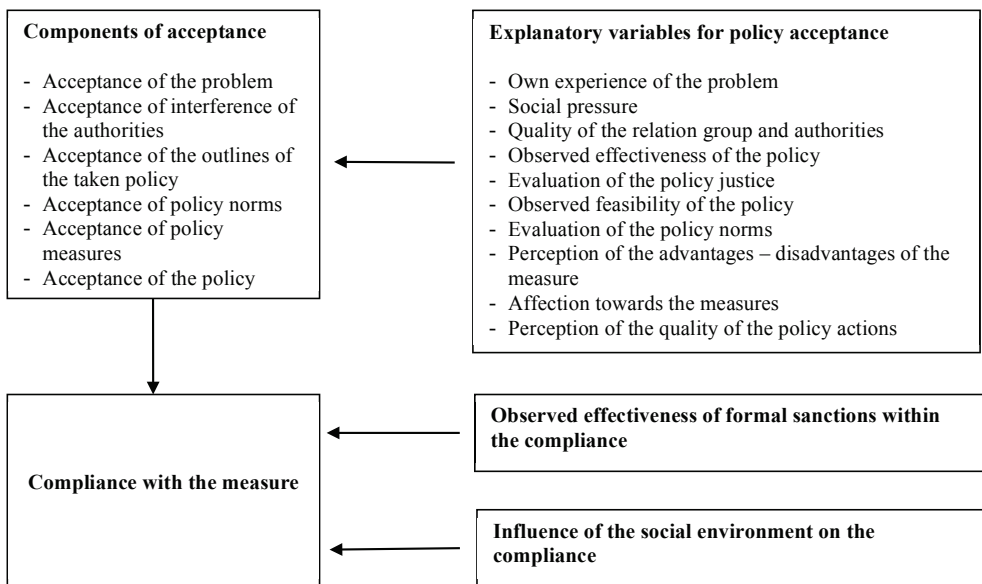 Components of acceptance
- Acceptance of the problem
- Acceptance of interference of
the authorities
- Acceptance of the outlines of
the taken policy
- Acceptance of policy norms
- Acceptance of policy
measures
- Acceptance of the policy
Explanatory variables for policy acceptance
- Own experience of the problem
- Social pressure
- Quality of the relation group and authorities
- Observed effectiveness of the policy
- Evaluation of the policy justice
- Observed feasibility of the policy
- Evaluation of the policy norms
- Perception of the advantages – disadvantages of the
measure
- Affection towards the measures
- Perception of the quality of the policy actions
Compliance with the measure
Observed effectiveness of formal sanctions within
the compliance
Influence of the social environment on the
compliance